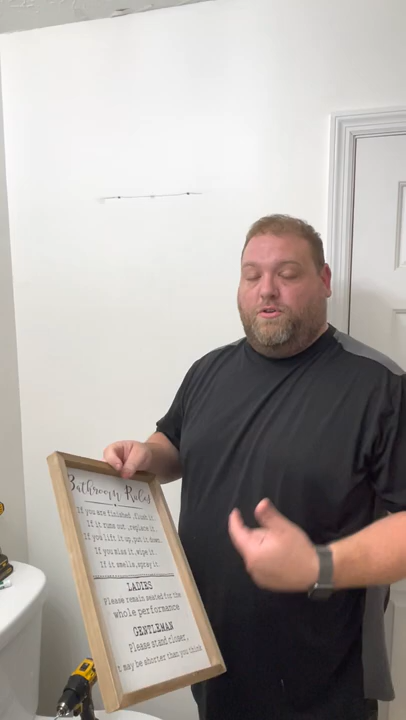 Bathroom Rules
If you are finished ,flush it.
If it runs out ,replace it.
If you lift it up,put it down.
If you miss it,wipe it.
If it smells,spray it.
LADIES
Please remain seated for the
whole performance
GENTLEMAN
Please stand closer,
t may be shorter than you think